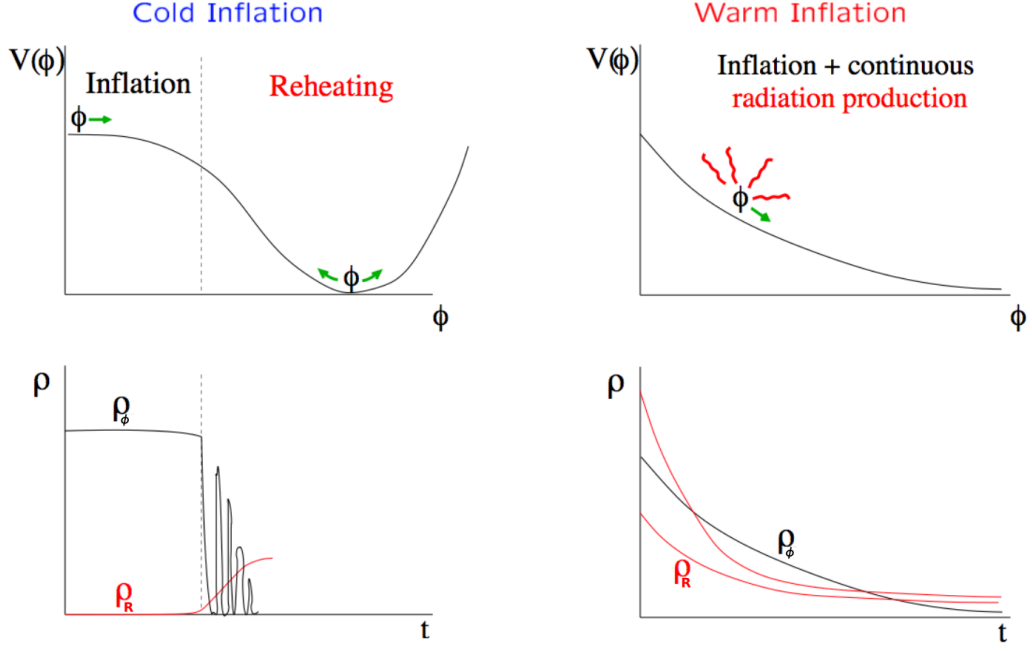 Cold Inflation
Warm Inflation
V(ϕ)
Inflation
Reheating
ϕ
ϕ
ϕ
V(ϕ)
Inflation + continuous
radiation production
ϕ
ϕ
ρ
ρϕ
ρR
t
ρ
ρϕ
ρR
t